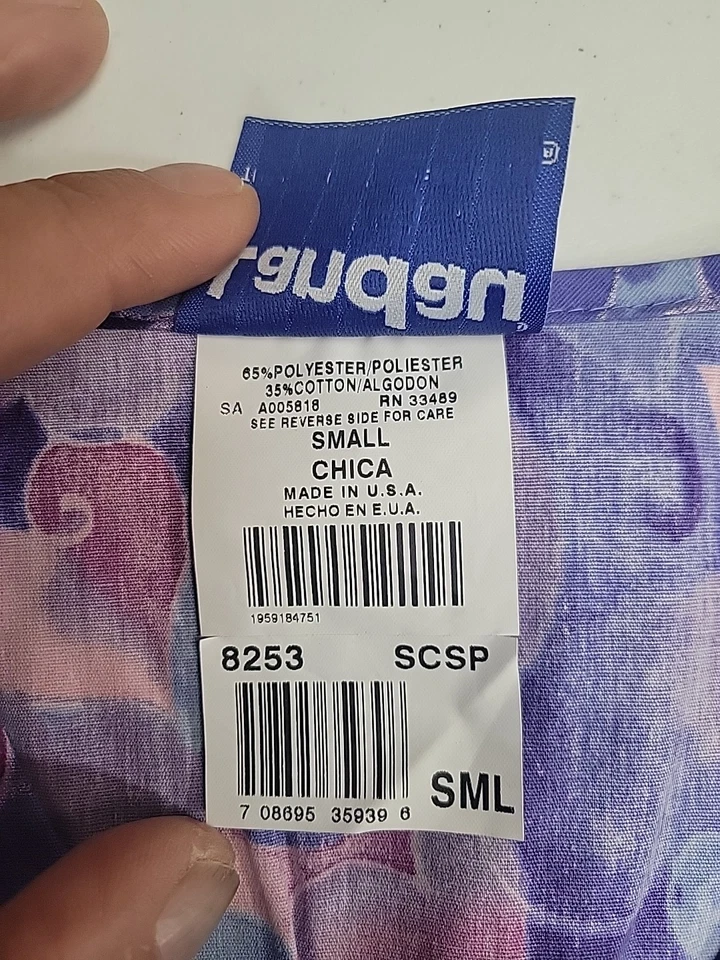 Landau
65%POLYESTER/POLIESTER
35%COTTON/ALGODON
SA A005818 RN 33489
SEE REVERSE SIDE FOR CARE
SMALL
CHICA
MADE IN U.S.A.
HECHO EN E.U.A.
1959184751
8253 SCSP
SML
7 08695 35939 6